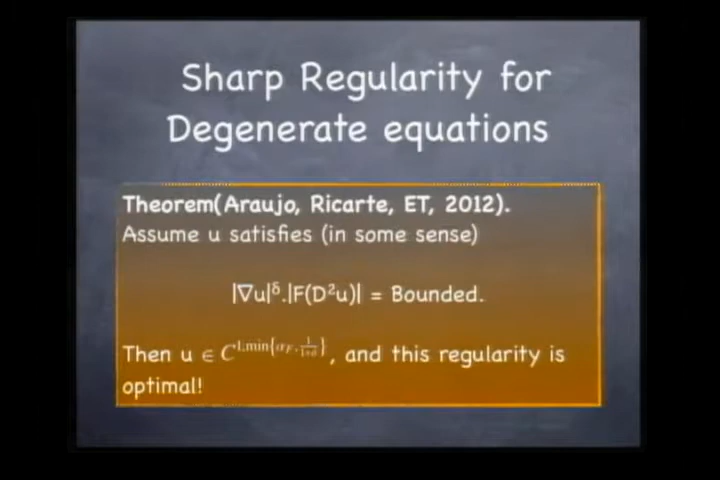 Sharp Regularity for
Degenerate equations
Theorem(Araujo, Ricarte, ET, 2012).
Assume u satisfies (in some sense)
|∇u|^δ.|F(D²u)| = Bounded.
Then u ∈ C^{1,min{α_F, 1/(1+δ)}}, and this regularity is
optimal!